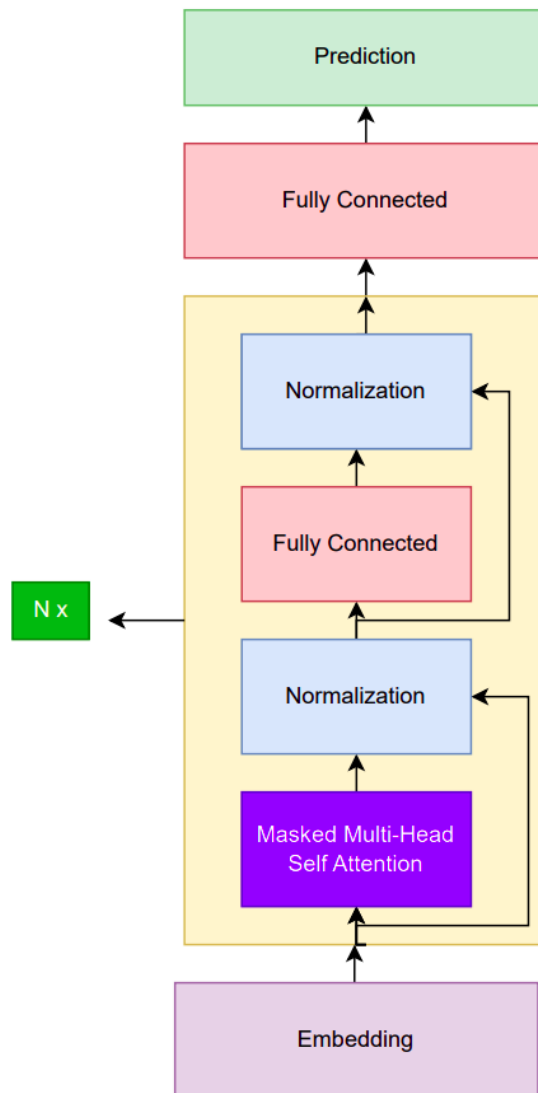 Prediction
Fully Connected
Normalization
Fully Connected
N x
Normalization
Masked Multi-Head
Self Attention
Embedding